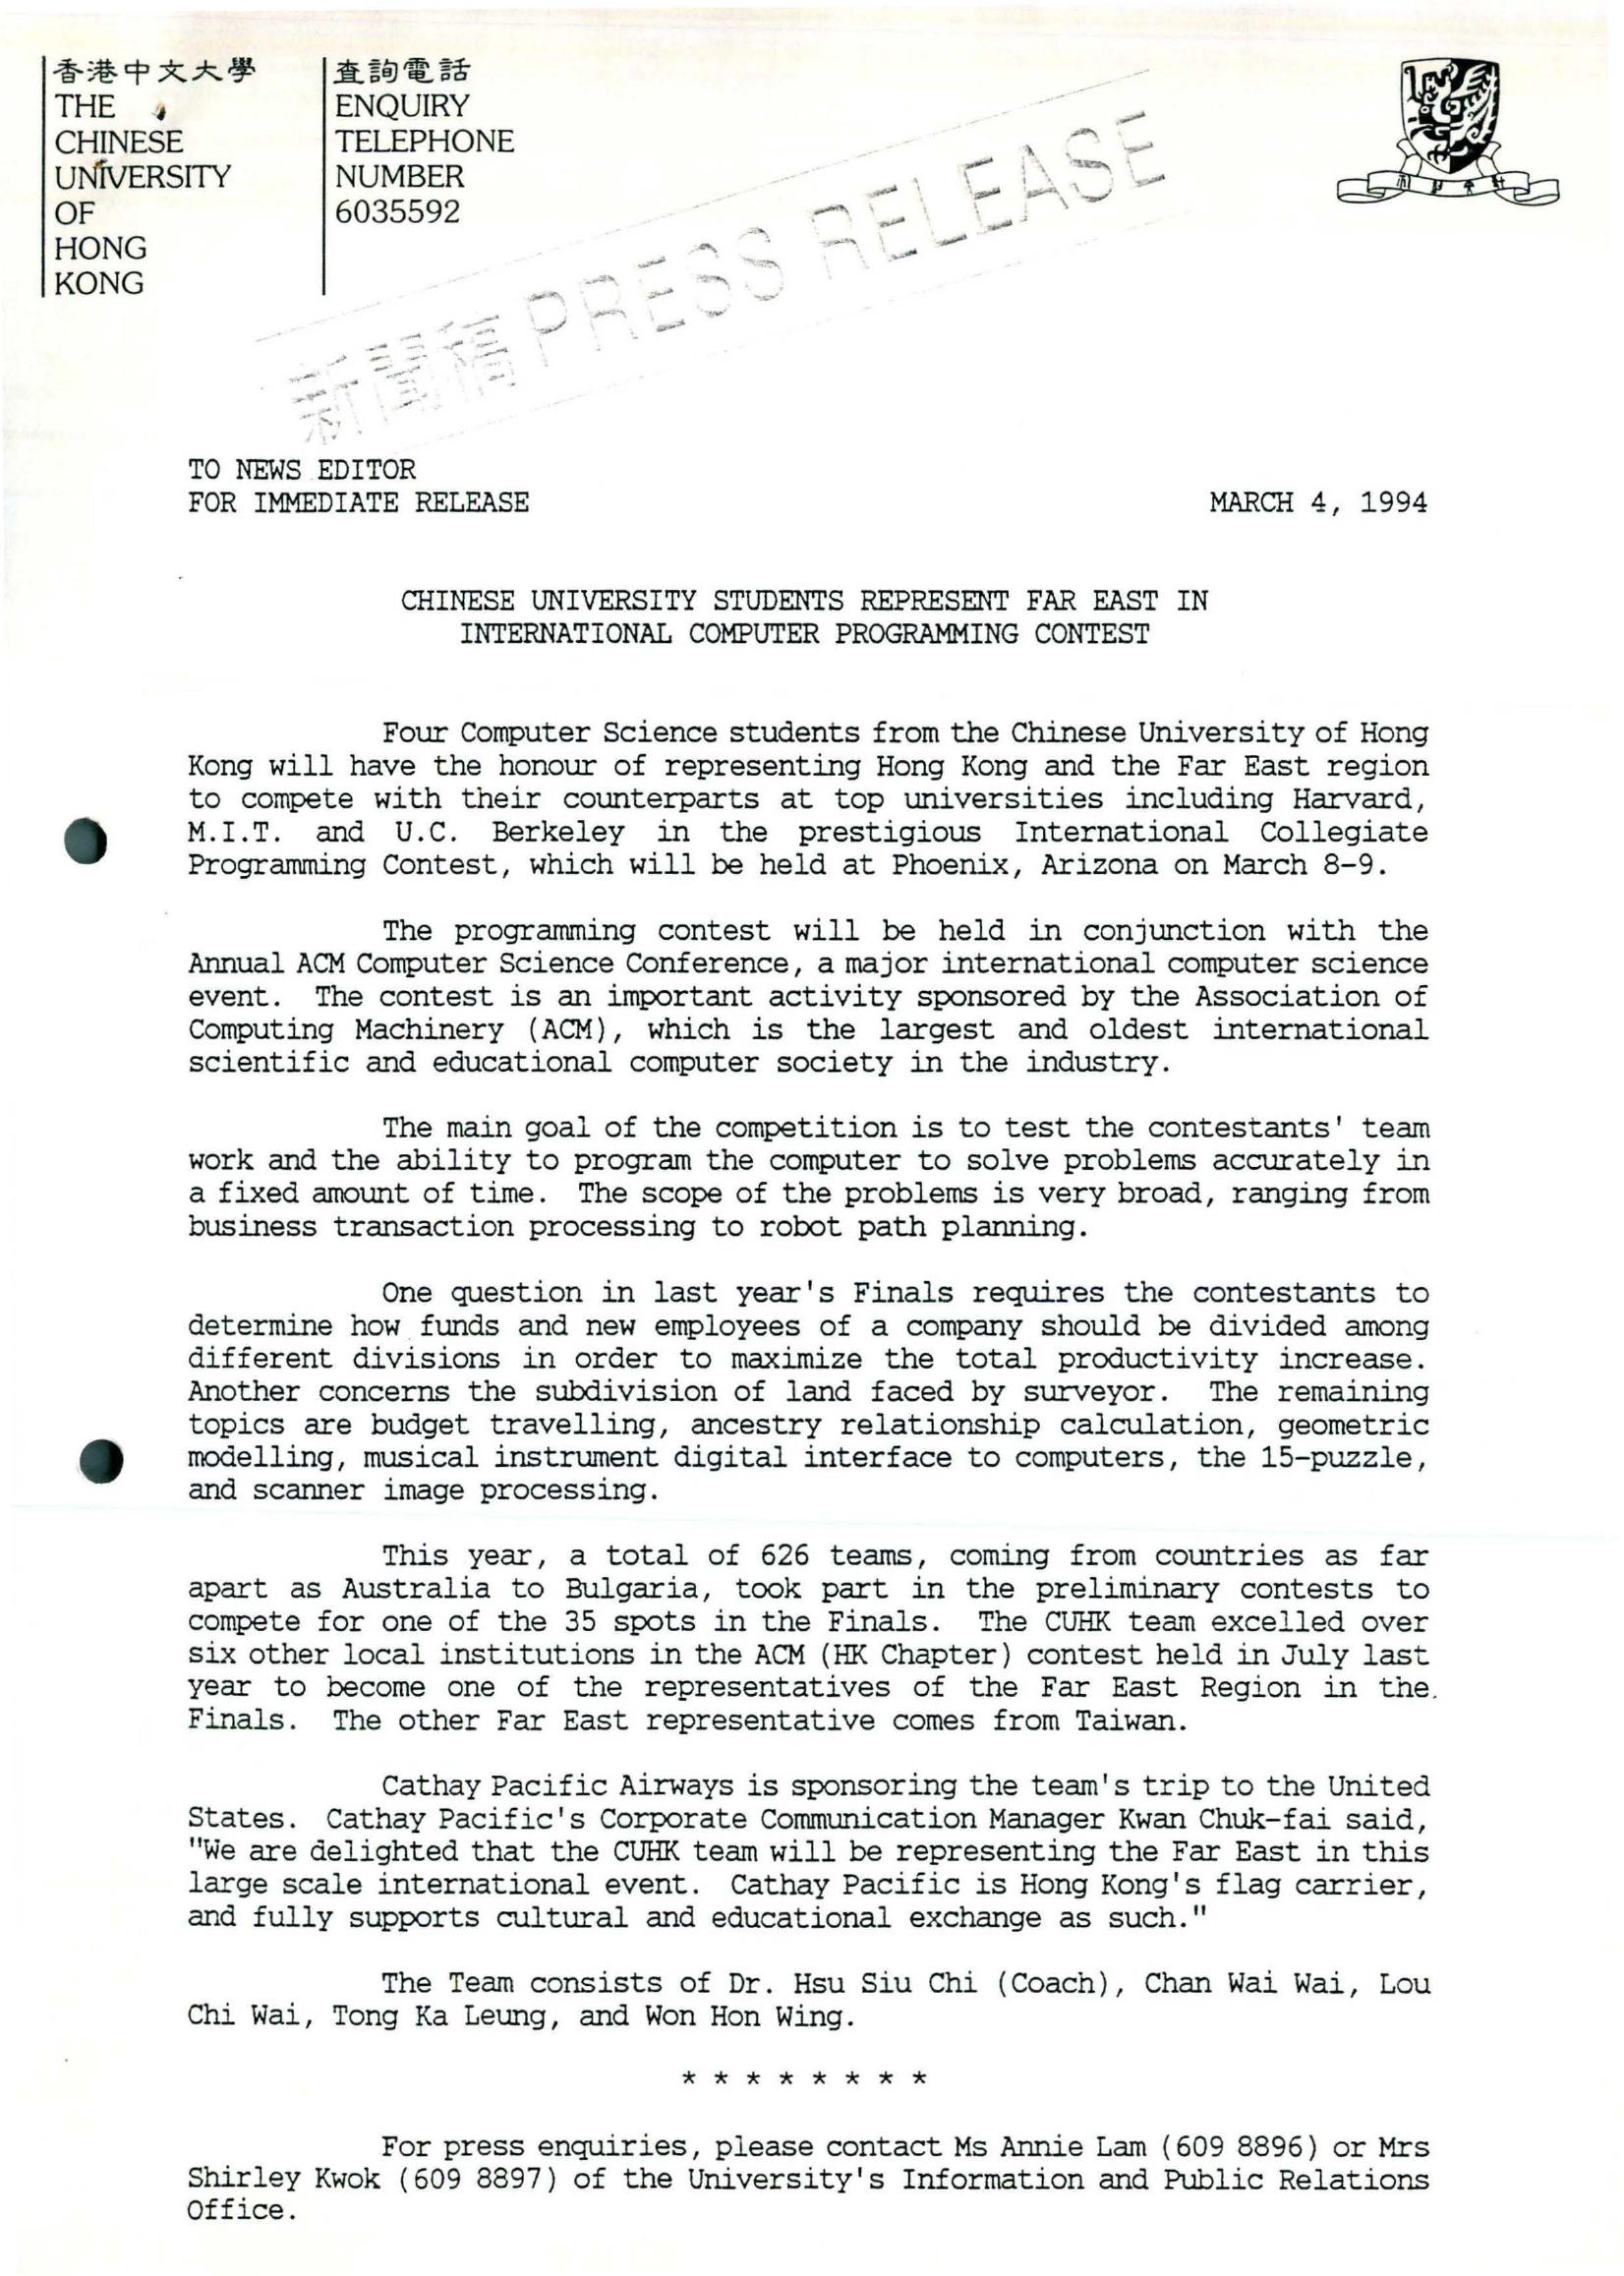 香港中文大學
THE
CHINESE
UNIVERSITY
OF
HONG
KONG
查詢電話
ENQUIRY
TELEPHONE
NUMBER
6035592
新聞稿 PRESS RELEASE
TO NEWS EDITOR
FOR IMMEDIATE RELEASE MARCH 4, 1994
CHINESE UNIVERSITY STUDENTS REPRESENT FAR EAST IN
INTERNATIONAL COMPUTER PROGRAMMING CONTEST
Four Computer Science students from the Chinese University of Hong
Kong will have the honour of representing Hong Kong and the Far East region
to compete with their counterparts at top universities including Harvard,
M.I.T. and U.C. Berkeley in the prestigious International Collegiate
Programming Contest, which will be held at Phoenix, Arizona on March 8-9.
The programming contest will be held in conjunction with the
Annual ACM Computer Science Conference, a major international computer science
event. The contest is an important activity sponsored by the Association of
Computing Machinery (ACM), which is the largest and oldest international
scientific and educational computer society in the industry.
The main goal of the competition is to test the contestants' team
work and the ability to program the computer to solve problems accurately in
a fixed amount of time. The scope of the problems is very broad, ranging from
business transaction processing to robot path planning.
One question in last year's Finals requires the contestants to
determine how funds and new employees of a company should be divided among
different divisions in order to maximize the total productivity increase.
Another concerns the subdivision of land faced by surveyor. The remaining
topics are budget travelling, ancestry relationship calculation, geometric
modelling, musical instrument digital interface to computers, the 15-puzzle,
and scanner image processing.
This year, a total of 626 teams, coming from countries as far
apart as Australia to Bulgaria, took part in the preliminary contests to
compete for one of the 35 spots in the Finals. The CUHK team excelled over
six other local institutions in the ACM (HK Chapter) contest held in July last
year to become one of the representatives of the Far East Region in the
Finals. The other Far East representative comes from Taiwan.
Cathay Pacific Airways is sponsoring the team's trip to the United
States. Cathay Pacific's Corporate Communication Manager Kwan Chuk-fai said,
"We are delighted that the CUHK team will be representing the Far East in this
large scale international event. Cathay Pacific is Hong Kong's flag carrier,
and fully supports cultural and educational exchange as such."
The Team consists of Dr. Hsu Siu Chi (Coach), Chan Wai Wai, Lou
Chi Wai, Tong Ka Leung, and Won Hon Wing.
* * * * * * * *
For press enquiries, please contact Ms Annie Lam (609 8896) or Mrs
Shirley Kwok (609 8897) of the University's Information and Public Relations
Office.